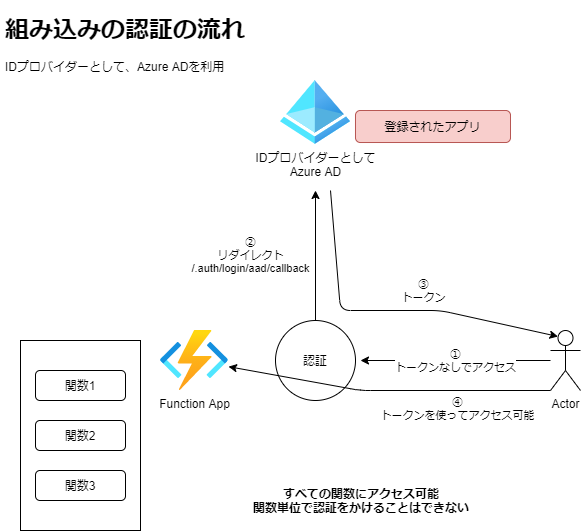 組み込みの認証の流れ
IDプロバイダーとして、Azure ADを利用
登録されたアプリ
IDプロバイダーとして
Azure AD
②
リダイレクト
/.auth/login/aad/callback
③
トークン
認証
①
トークンなしでアクセス
関数1
関数2
関数3
Function App
④
トークンを使ってアクセス可能
Actor
すべての関数にアクセス可能
関数単位で認証をかけることはできない